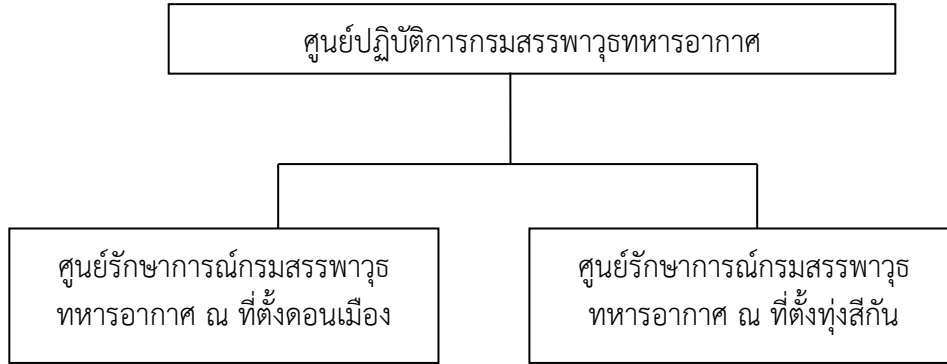 ศูนย์ปฏิบัติการกรมสรรพาวุธทหารอากาศ
ศูนย์รักษาการณ์กรมสรรพาวุธ
ทหารอากาศ ณ ที่ตั้งดอนเมือง
ศูนย์รักษาการณ์กรมสรรพาวุธ
ทหารอากาศ ณ ที่ตั้งทุ่งสีกัน